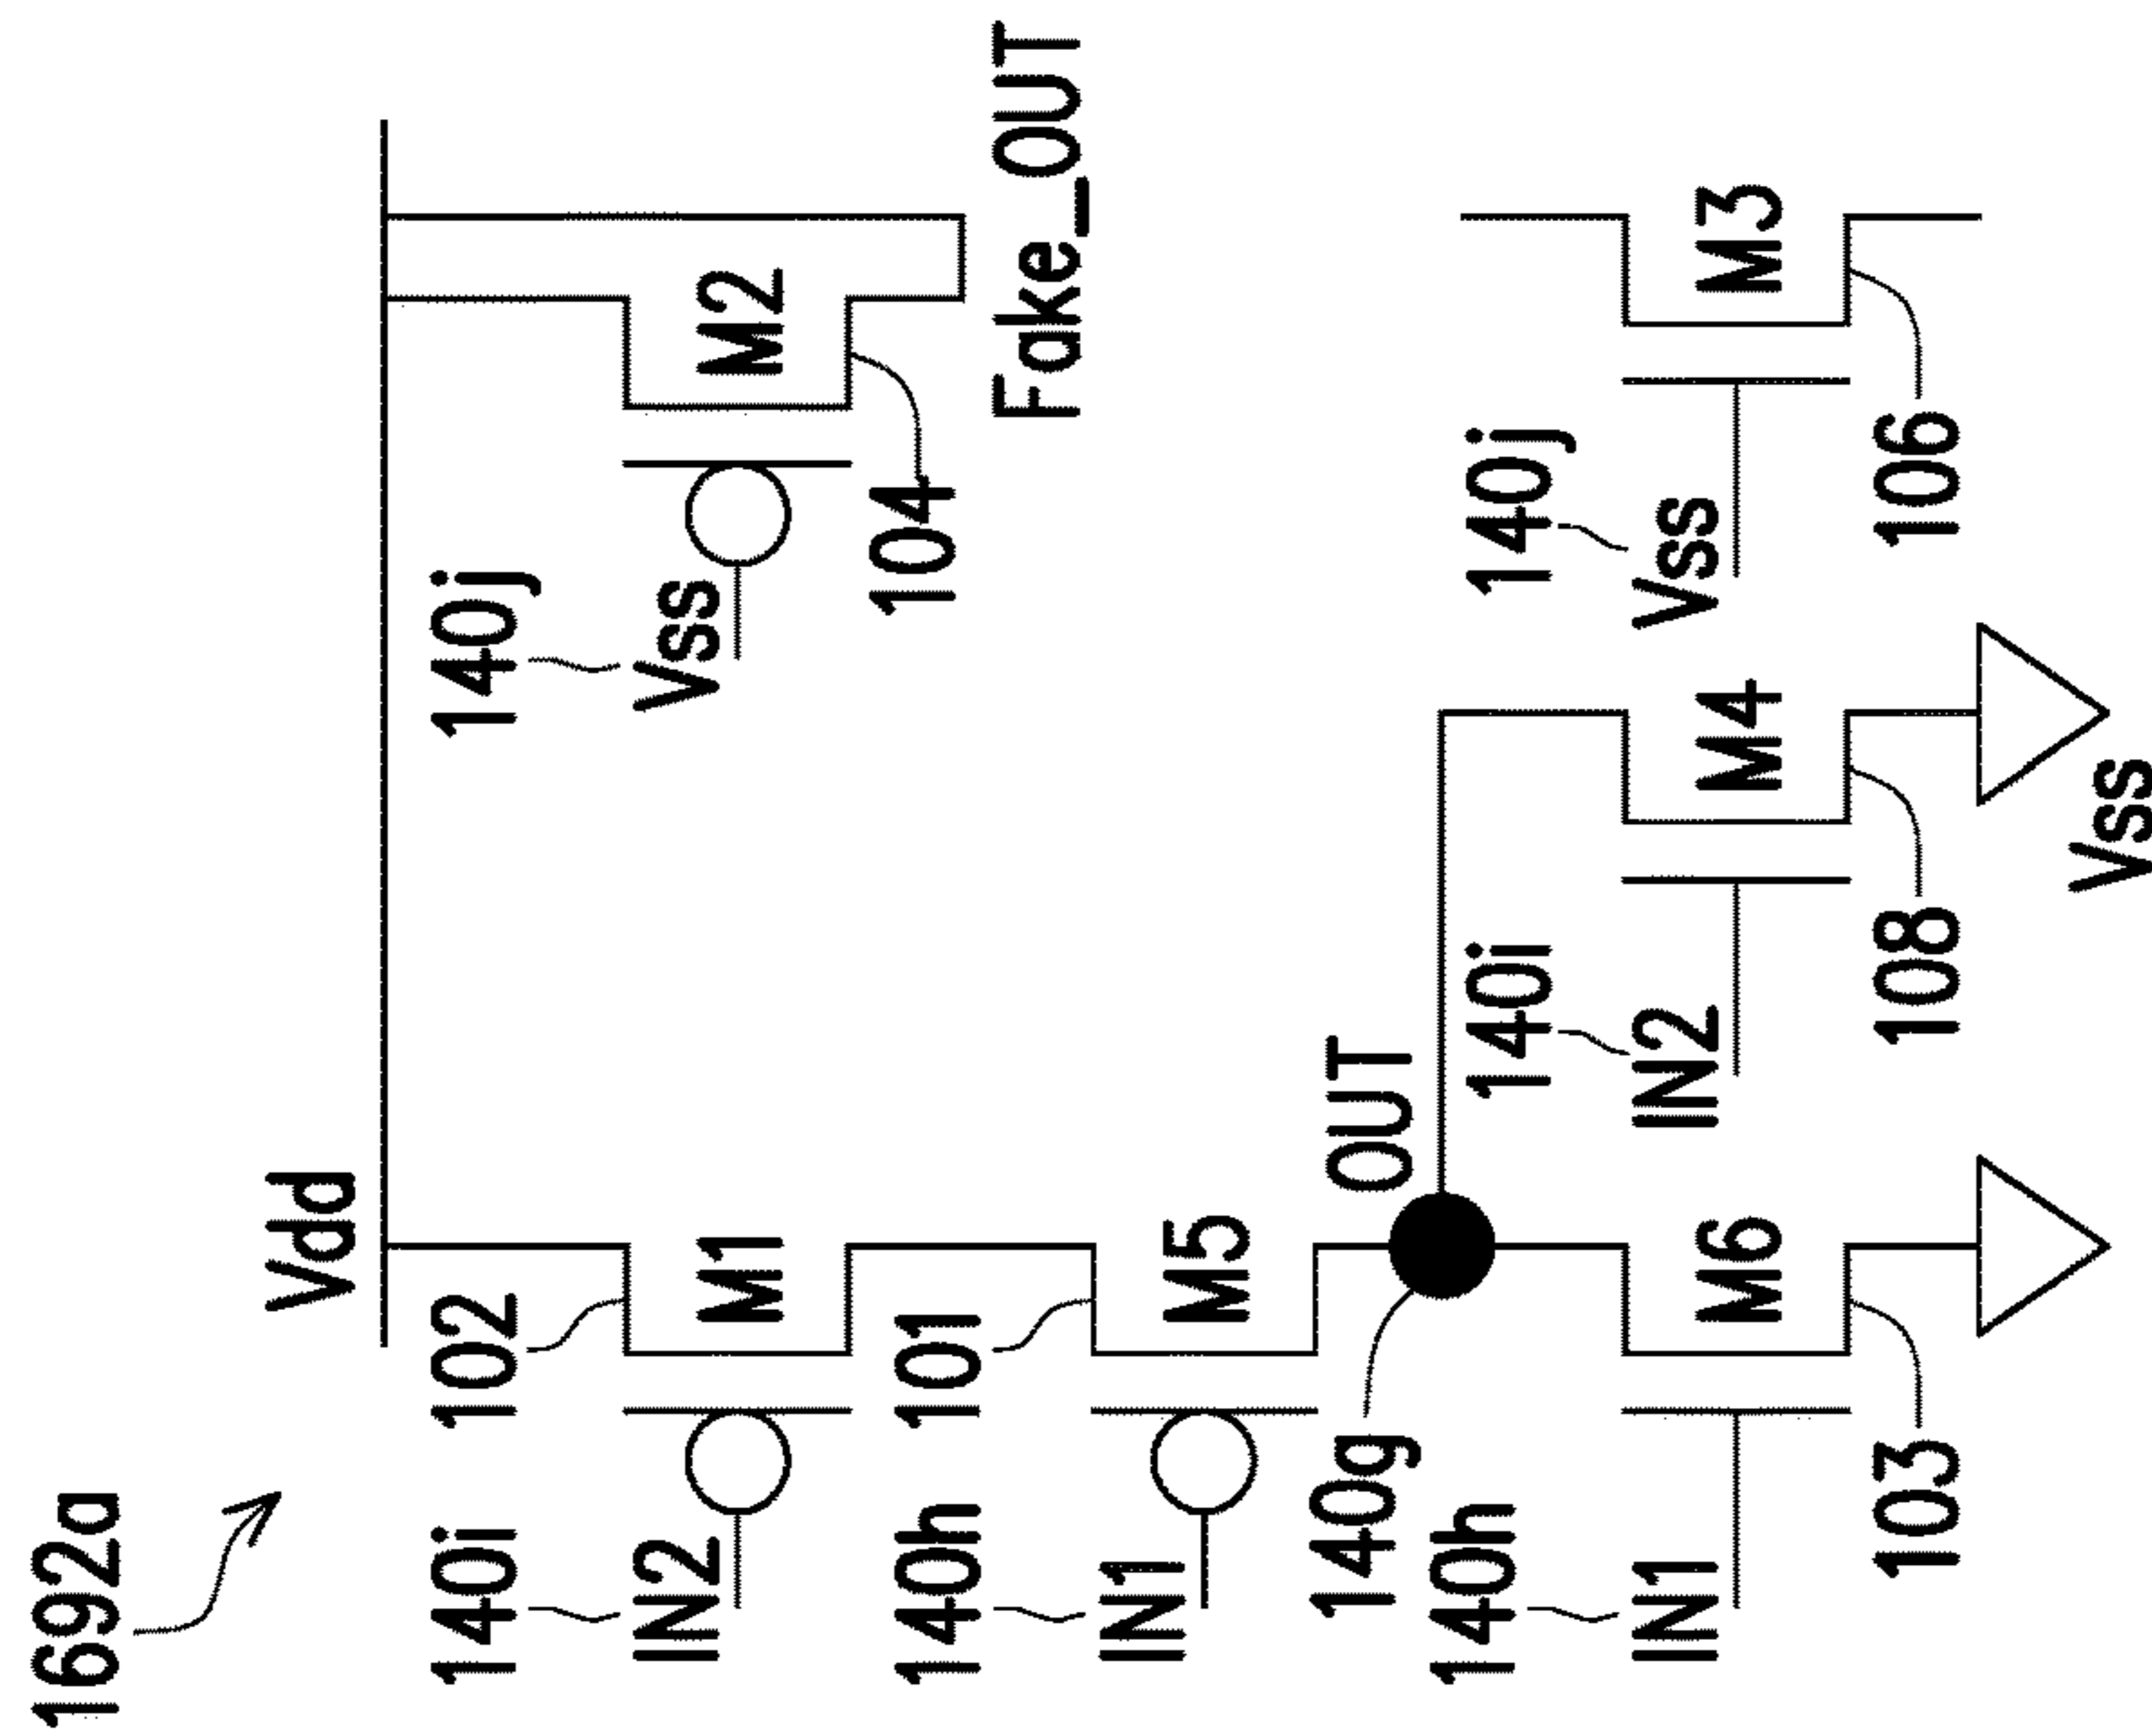 1692a
Vdd
140i
102
140j
IN2
M1
Vss
M2
140h
101
104
Fake_OUT
IN1
M5
140g
OUT
140h
140i
140j
IN1
M6
IN2
M4
Vss
M3
103
108
106
Vss